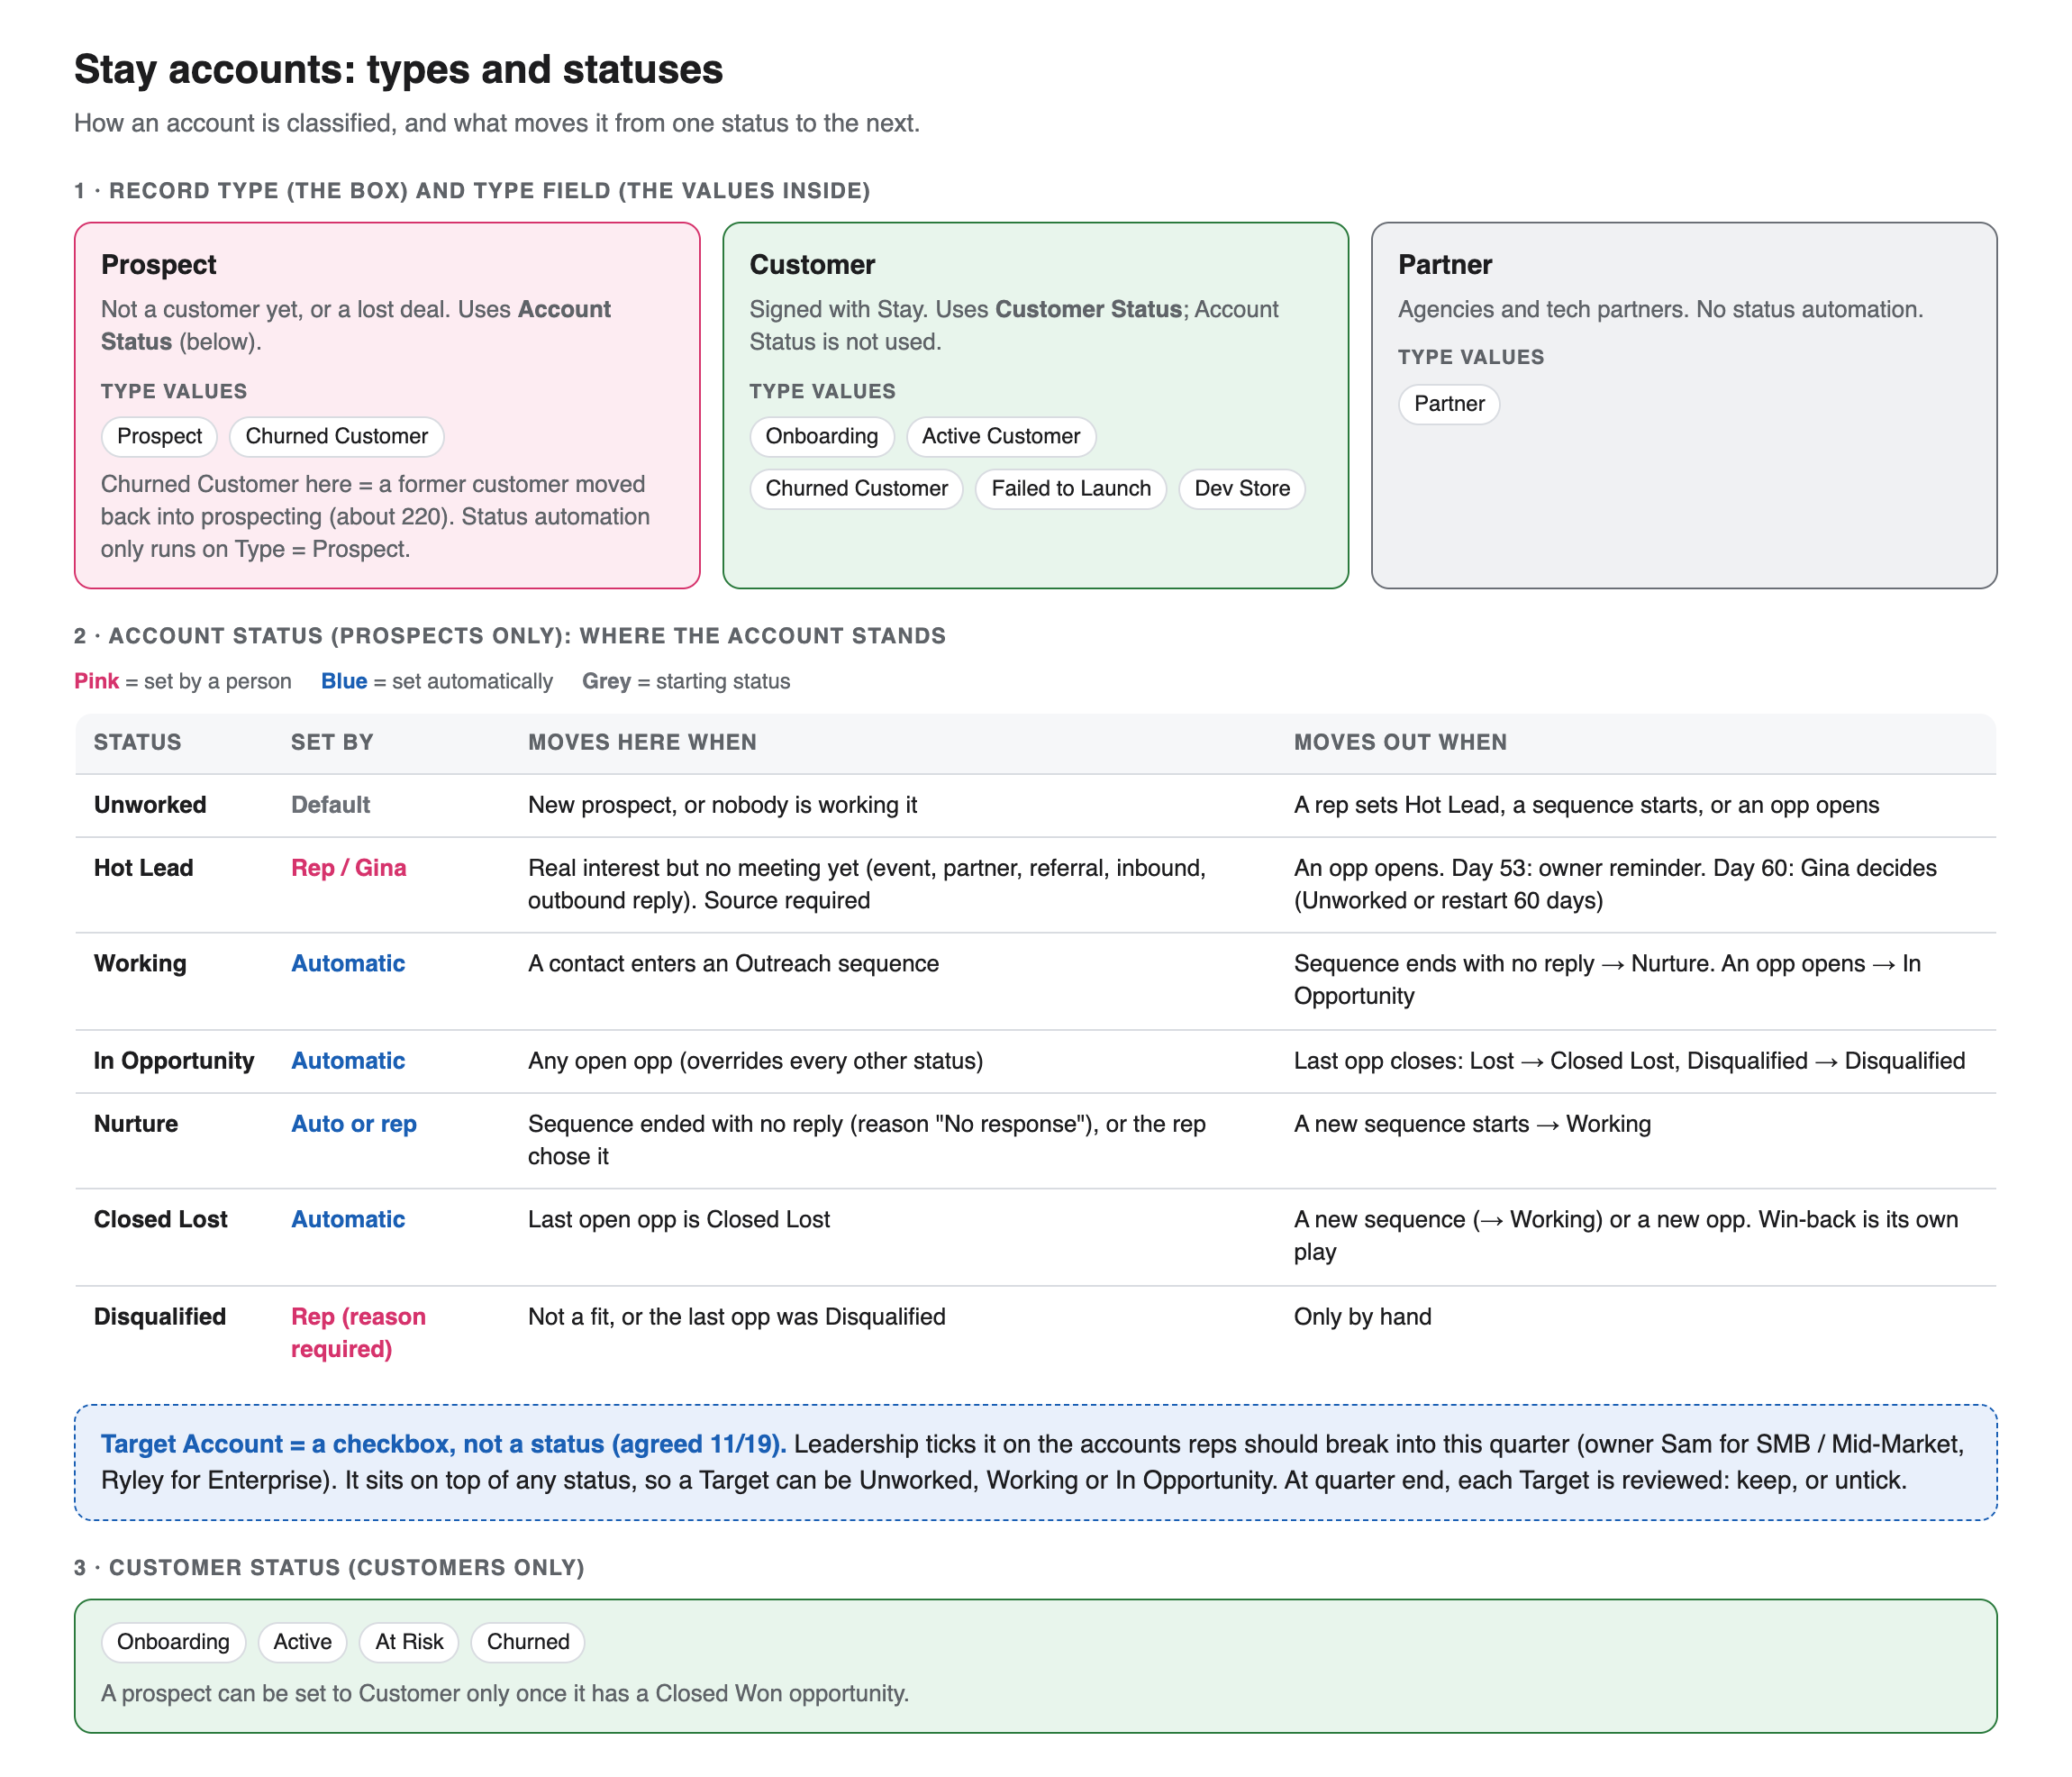 Stay accounts: types and statuses
How an account is classified, and what moves it from one status to the next.
1 · RECORD TYPE (THE BOX) AND TYPE FIELD (THE VALUES INSIDE)
Prospect
Not a customer yet, or a lost deal. Uses Account
Status (below).
TYPE VALUES
Prospect
Churned Customer
Churned Customer here = a former customer moved
back into prospecting (about 220). Status automation
only runs on Type = Prospect.
Customer
Signed with Stay. Uses Customer Status; Account
Status is not used.
TYPE VALUES
Onboarding
Active Customer
Churned Customer
Failed to Launch
Dev Store
Partner
Agencies and tech partners. No status automation.
TYPE VALUES
Partner
2 · ACCOUNT STATUS (PROSPECTS ONLY): WHERE THE ACCOUNT STANDS
Pink = set by a person Blue = set automatically Grey = starting status
STATUS SET BY MOVES HERE WHEN MOVES OUT WHEN
Unworked
Default
New prospect, or nobody is working it
A rep sets Hot Lead, a sequence starts, or an opp opens
Hot Lead
Rep / Gina
Real interest but no meeting yet (event, partner, referral, inbound,
outbound reply). Source required
An opp opens. Day 53: owner reminder. Day 60: Gina decides
(Unworked or restart 60 days)
Working
Automatic
A contact enters an Outreach sequence
Sequence ends with no reply → Nurture. An opp opens → In
Opportunity
In Opportunity
Automatic
Any open opp (overrides every other status)
Last opp closes: Lost → Closed Lost, Disqualified → Disqualified
Nurture
Auto or rep
Sequence ended with no reply (reason "No response"), or the rep
chose it
A new sequence starts → Working
Closed Lost
Automatic
Last open opp is Closed Lost
A new sequence (→ Working) or a new opp. Win-back is its own
play
Disqualified
Rep (reason
required)
Not a fit, or the last opp was Disqualified
Only by hand
Target Account = a checkbox, not a status (agreed 11/19). Leadership ticks it on the accounts reps should break into this quarter (owner Sam for SMB / Mid-Market,
Ryley for Enterprise). It sits on top of any status, so a Target can be Unworked, Working or In Opportunity. At quarter end, each Target is reviewed: keep, or untick.
3 · CUSTOMER STATUS (CUSTOMERS ONLY)
Onboarding
Active
At Risk
Churned
A prospect can be set to Customer only once it has a Closed Won opportunity.